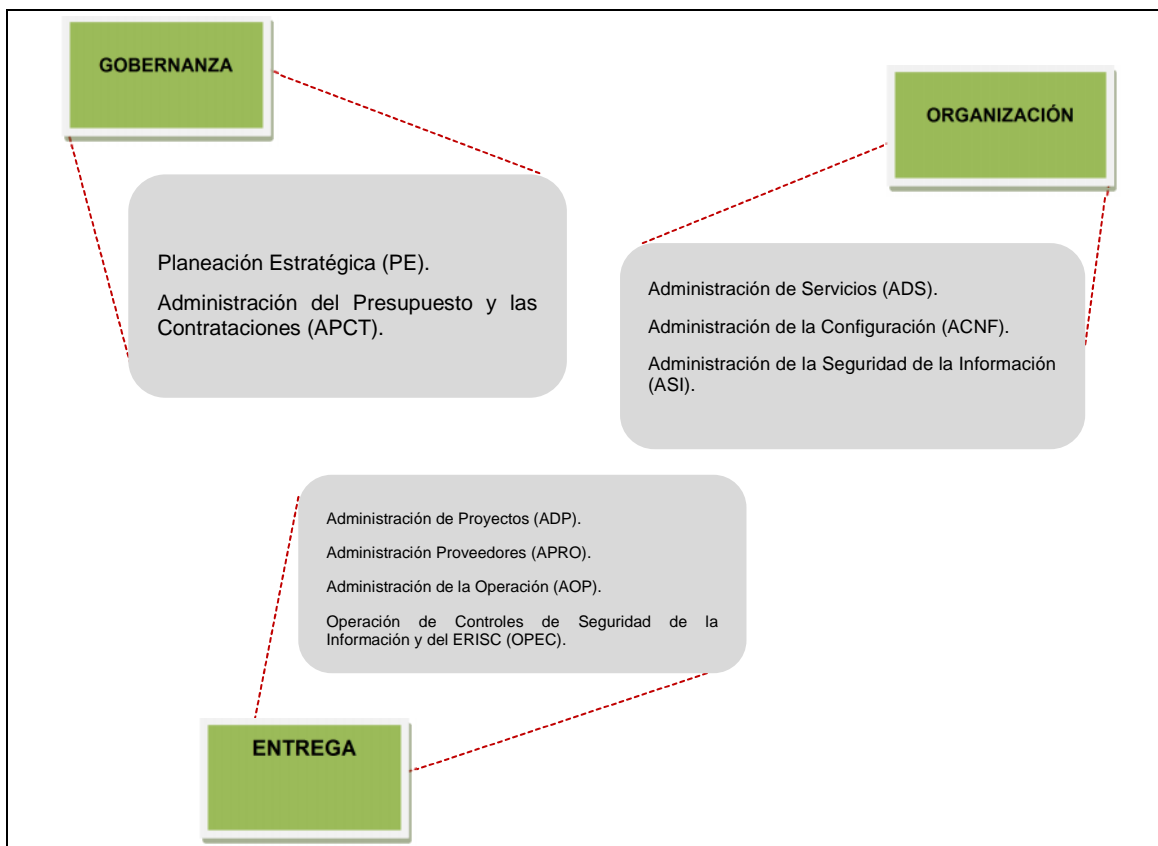 GOBERNANZA
Planeación Estratégica (PE).
Administración del Presupuesto y las
Contrataciones (APCT).
ORGANIZACIÓN
Administración de Servicios (ADS).
Administración de la Configuración (ACNF).
Administración de la Seguridad de la Información
(ASI).
Administración de Proyectos (ADP).
Administración Proveedores (APRO).
Administración de la Operación (AOP).
Operación de Controles de Seguridad de la
Información y del ERISC (OPEC).
ENTREGA